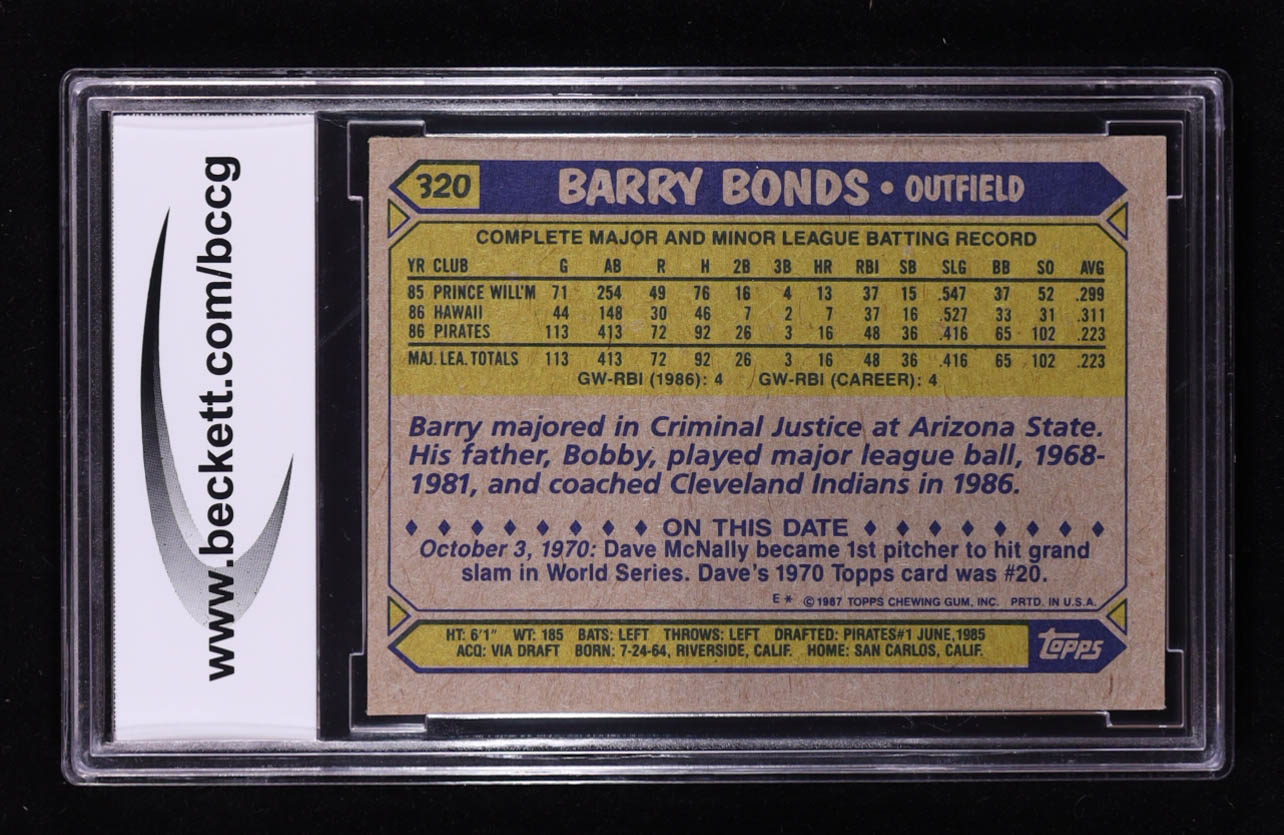 www.beckett.com/bccg
320 BARRY BONDS • OUTFIELD
COMPLETE MAJOR AND MINOR LEAGUE BATTING RECORD
YR CLUB G AB R H 2B 3B HR RBI SB SLG BB SO AVG
85 PRINCE WILL'M 71 254 49 76 16 4 13 37 15 .547 37 52 .299
86 HAWAII 44 148 30 46 7 2 7 37 16 .527 33 31 .311
86 PIRATES 113 413 72 92 26 3 16 48 36 .416 65 102 .223
MAJ. LEA. TOTALS 113 413 72 92 26 3 16 48 36 .416 65 102 .223
GW-RBI (1986): 4 GW-RBI (CAREER): 4
Barry majored in Criminal Justice at Arizona State.
His father, Bobby, played major league ball, 1968-
1981, and coached Cleveland Indians in 1986.
♦ ♦ ♦ ♦ ♦ ♦ ♦ ♦ ON THIS DATE ♦ ♦ ♦ ♦ ♦ ♦ ♦ ♦
October 3, 1970: Dave McNally became 1st pitcher to hit grand
slam in World Series. Dave's 1970 Topps card was #20.
E* ©1987 TOPPS CHEWING GUM, INC. PRTD. IN U.S.A.
HT: 6'1" WT: 185 BATS: LEFT THROWS: LEFT DRAFTED: PIRATES#1 JUNE,1985
ACQ: VIA DRAFT BORN: 7-24-64, RIVERSIDE, CALIF. HOME: SAN CARLOS, CALIF.
topps